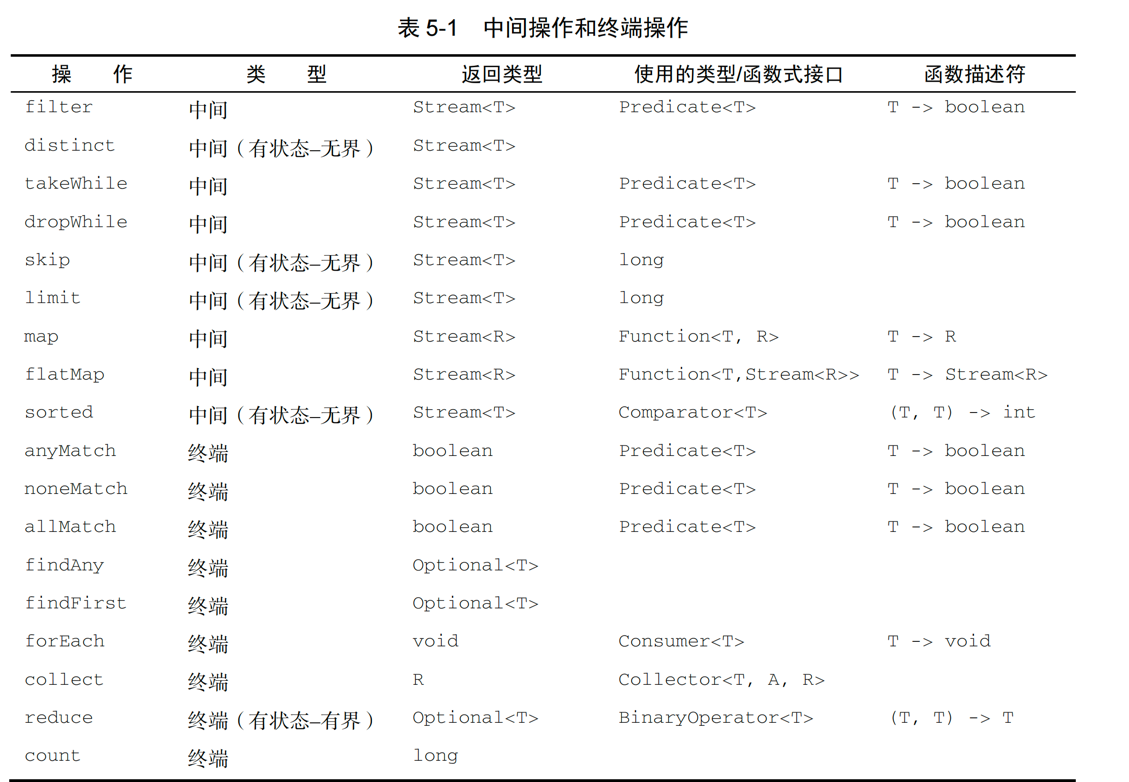 表 5-1 中间操作和终端操作
操 作 类 型 返回类型 使用的类型/函数式接口 函数描述符
filter 中间 Stream<T> Predicate<T> T -> boolean
distinct 中间（有状态–无界） Stream<T>
takeWhile 中间 Stream<T> Predicate<T> T -> boolean
dropWhile 中间 Stream<T> Predicate<T> T -> boolean
skip 中间（有状态–无界） Stream<T> long
limit 中间（有状态–无界） Stream<T> long
map 中间 Stream<R> Function<T, R> T -> R
flatMap 中间 Stream<R> Function<T,Stream<R>> T -> Stream<R>
sorted 中间（有状态–无界） Stream<T> Comparator<T> (T, T) -> int
anyMatch 终端 boolean Predicate<T> T -> boolean
noneMatch 终端 boolean Predicate<T> T -> boolean
allMatch 终端 boolean Predicate<T> T -> boolean
findAny 终端 Optional<T>
findFirst 终端 Optional<T>
forEach 终端 void Consumer<T> T -> void
collect 终端 R Collector<T, A, R>
reduce 终端（有状态–有界） Optional<T> BinaryOperator<T> (T, T) -> T
count 终端 long